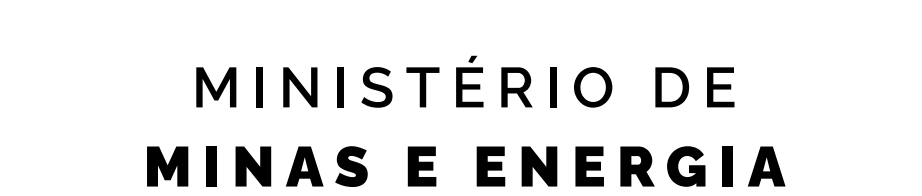 MINISTÉRIO DE
MINAS E ENERGIA